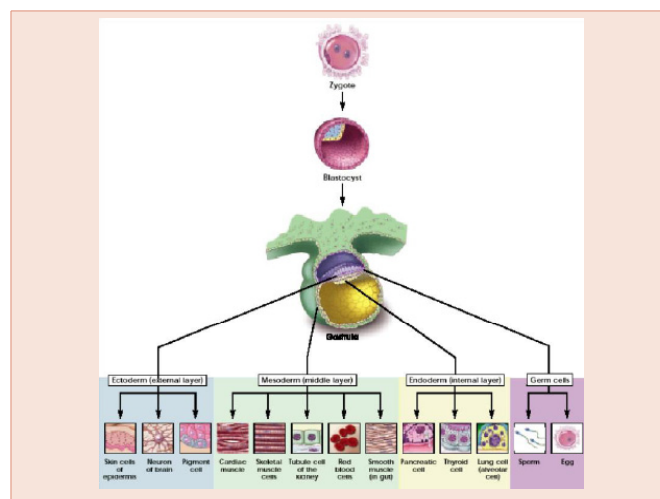 Zygote
Blastocyst
Gastrula
Ectoderm (external layer)
Mesoderm (middle layer)
Endoderm (internal layer)
Germ cells
Skin cells
of
epidermis
Neuron
of brain
Pigment
cell
Cardiac
muscle
Skeletal
muscle
cells
Tubule cell
of the
kidney
Red
blood
cells
Smooth
muscle
(in gut)
Pancreatic
cell
Thyroid
cell
Lung cell
(alveolar
cell)
Sperm
Egg